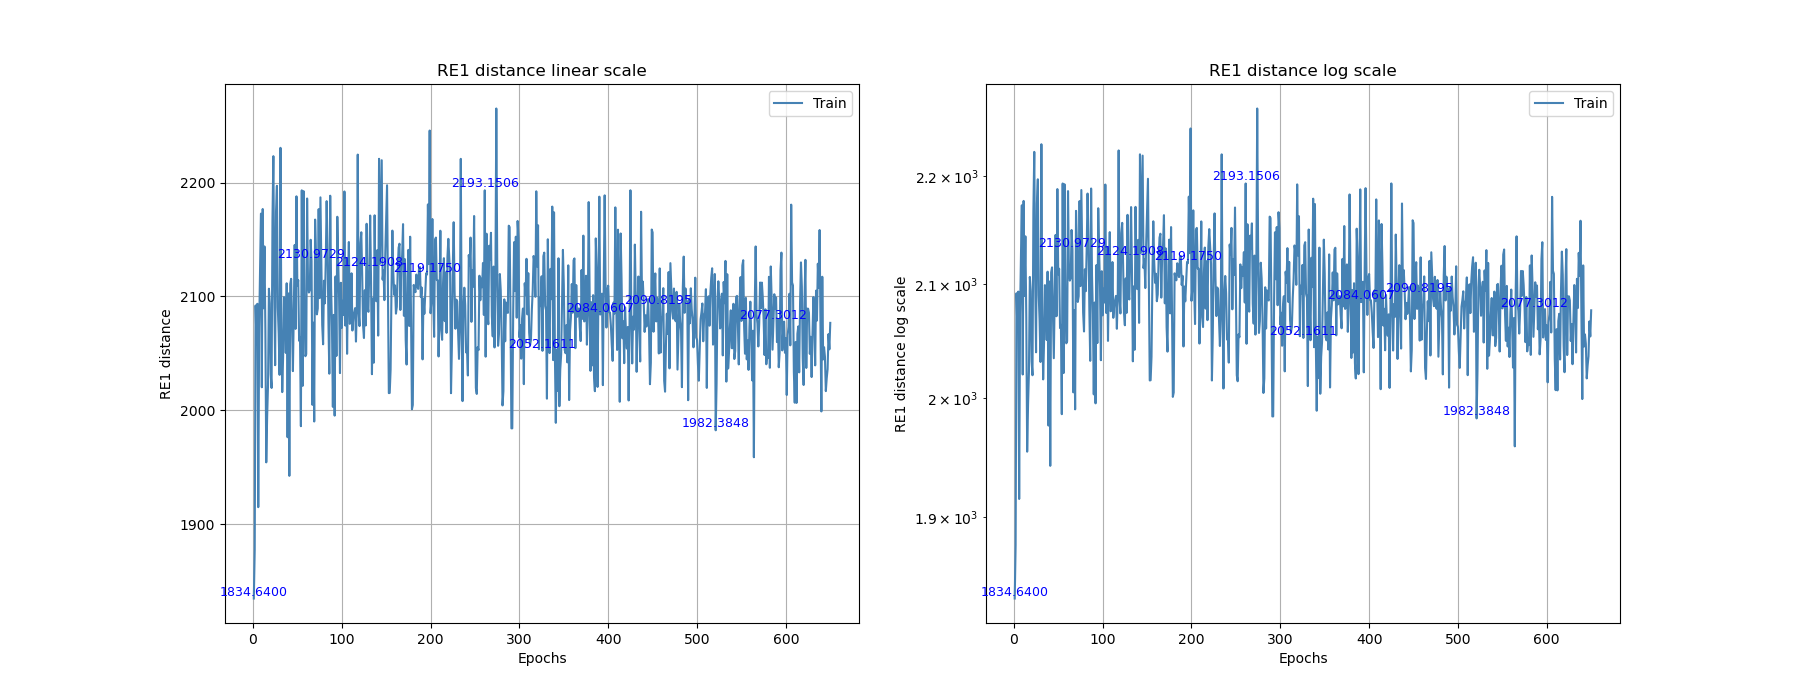 RE1 distance linear scale
Train
2200
2100
2000
1900
RE1 distance
1834.6400
2130.9729
2124.1908
2119.1750
2193.1506
2052.1611
2084.0607
2090.8195
1982.3848
2077.3012
0 100 200 300 400 500 600
Epochs
RE1 distance log scale
Train
2.2 × 10³
2.1 × 10³
2 × 10³
1.9 × 10³
RE1 distance log scale
1834.6400
2130.9729
2124.1908
2119.1750
2193.1506
2052.1611
2084.0607
2090.8195
1982.3848
2077.3012
0 100 200 300 400 500 600
Epochs